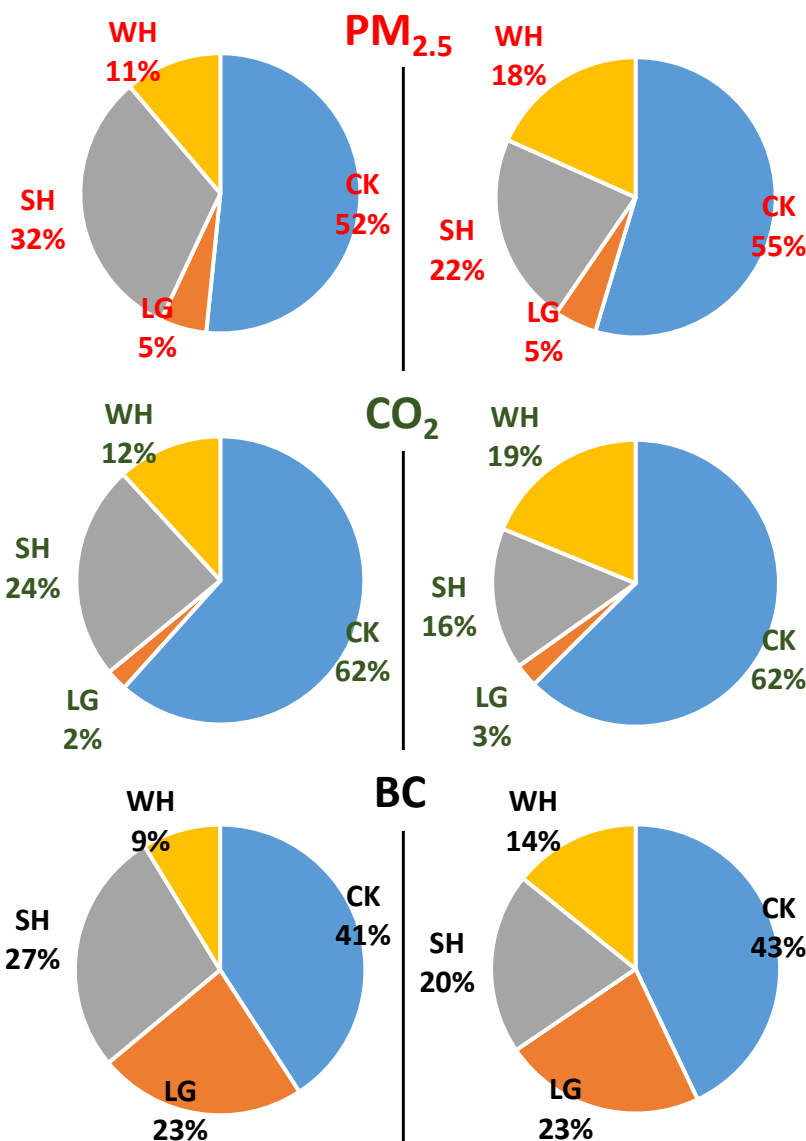 PM2.5
WH
11%
SH
32%
CK
52%
LG
5%
WH
18%
SH
22%
CK
55%
LG
5%
CO2
WH
12%
SH
24%
CK
62%
LG
2%
WH
19%
SH
16%
CK
62%
LG
3%
BC
WH
9%
CK
41%
SH
27%
LG
23%
WH
14%
CK
43%
SH
20%
LG
23%